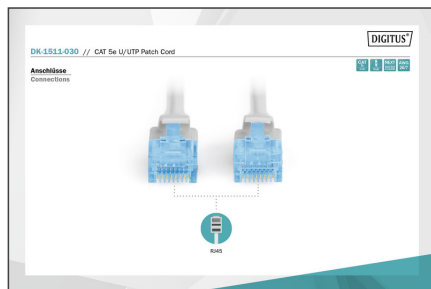 DIGITUS®
DK-1511-030 // CAT 5e U/UTP Patch Cord
Anschlüsse
Connections
RJ45